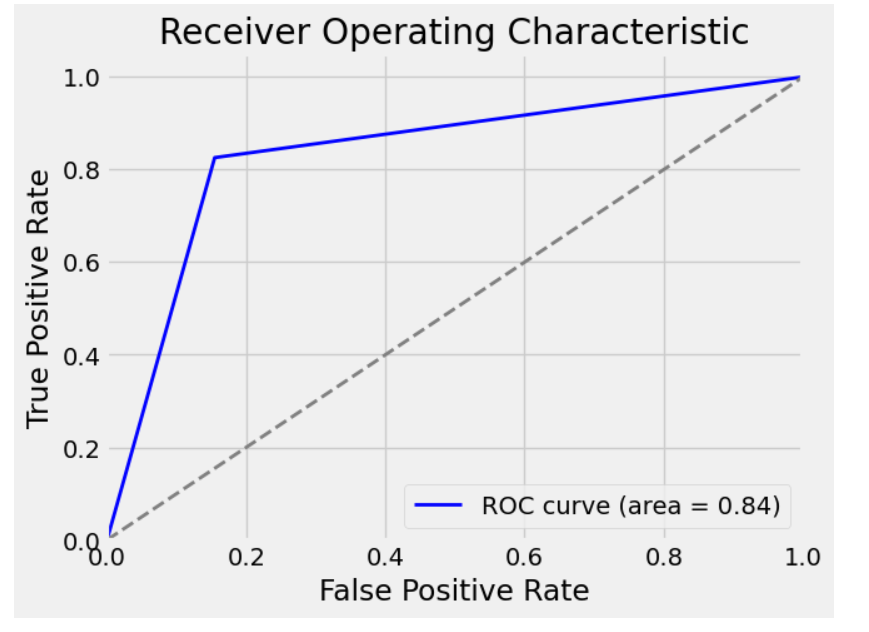 Receiver Operating Characteristic
1.0
0.8
0.6
0.4
0.2
0.0
True Positive Rate
ROC curve (area = 0.84)
0.0 0.2 0.4 0.6 0.8 1.0
False Positive Rate